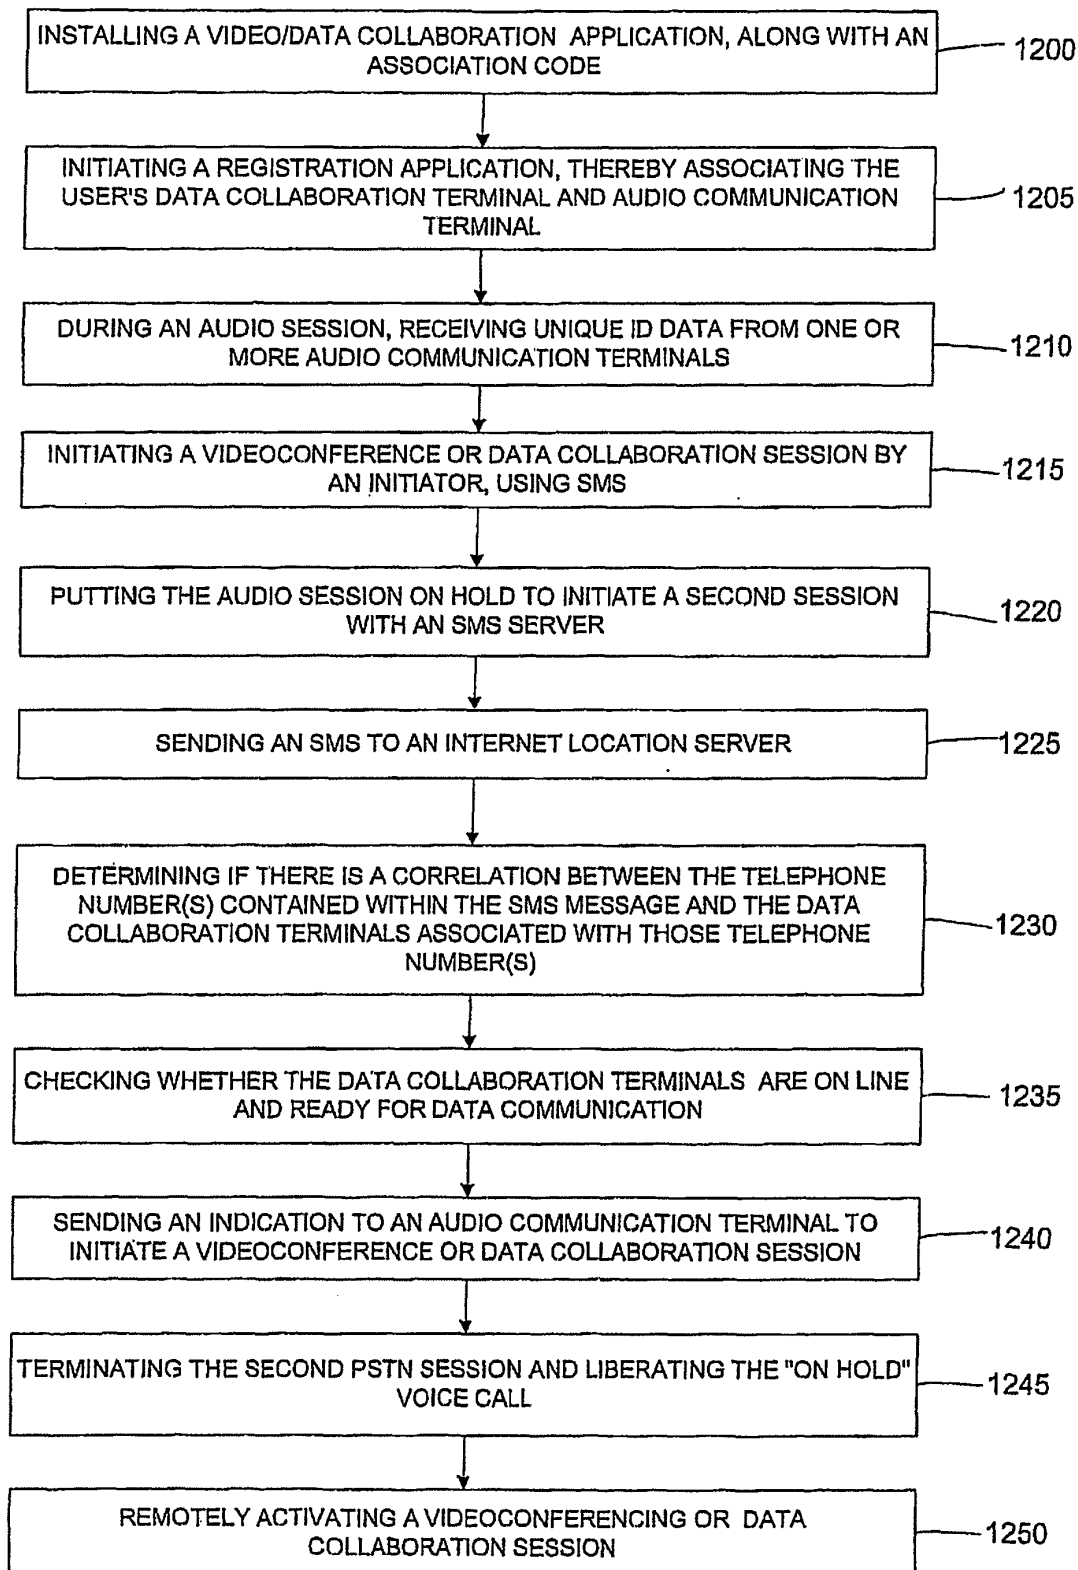 INSTALLING A VIDEO/DATA COLLABORATION APPLICATION, ALONG WITH AN
ASSOCIATION CODE
1200
INITIATING A REGISTRATION APPLICATION, THEREBY ASSOCIATING THE
USER'S DATA COLLABORATION TERMINAL AND AUDIO COMMUNICATION
TERMINAL
1205
DURING AN AUDIO SESSION, RECEIVING UNIQUE ID DATA FROM ONE OR
MORE AUDIO COMMUNICATION TERMINALS
1210
INITIATING A VIDEOCONFERENCE OR DATA COLLABORATION SESSION BY
AN INITIATOR, USING SMS
1215
PUTTING THE AUDIO SESSION ON HOLD TO INITIATE A SECOND SESSION
WITH AN SMS SERVER
1220
SENDING AN SMS TO AN INTERNET LOCATION SERVER
1225
DETERMINING IF THERE IS A CORRELATION BETWEEN THE TELEPHONE
NUMBER(S) CONTAINED WITHIN THE SMS MESSAGE AND THE DATA
COLLABORATION TERMINALS ASSOCIATED WITH THOSE TELEPHONE
NUMBER(S)
1230
CHECKING WHETHER THE DATA COLLABORATION TERMINALS ARE ON LINE
AND READY FOR DATA COMMUNICATION
1235
SENDING AN INDICATION TO AN AUDIO COMMUNICATION TERMINAL TO
INITIATE A VIDEOCONFERENCE OR DATA COLLABORATION SESSION
1240
TERMINATING THE SECOND PSTN SESSION AND LIBERATING THE "ON HOLD"
VOICE CALL
1245
REMOTELY ACTIVATING A VIDEOCONFERENCING OR DATA
COLLABORATION SESSION
1250